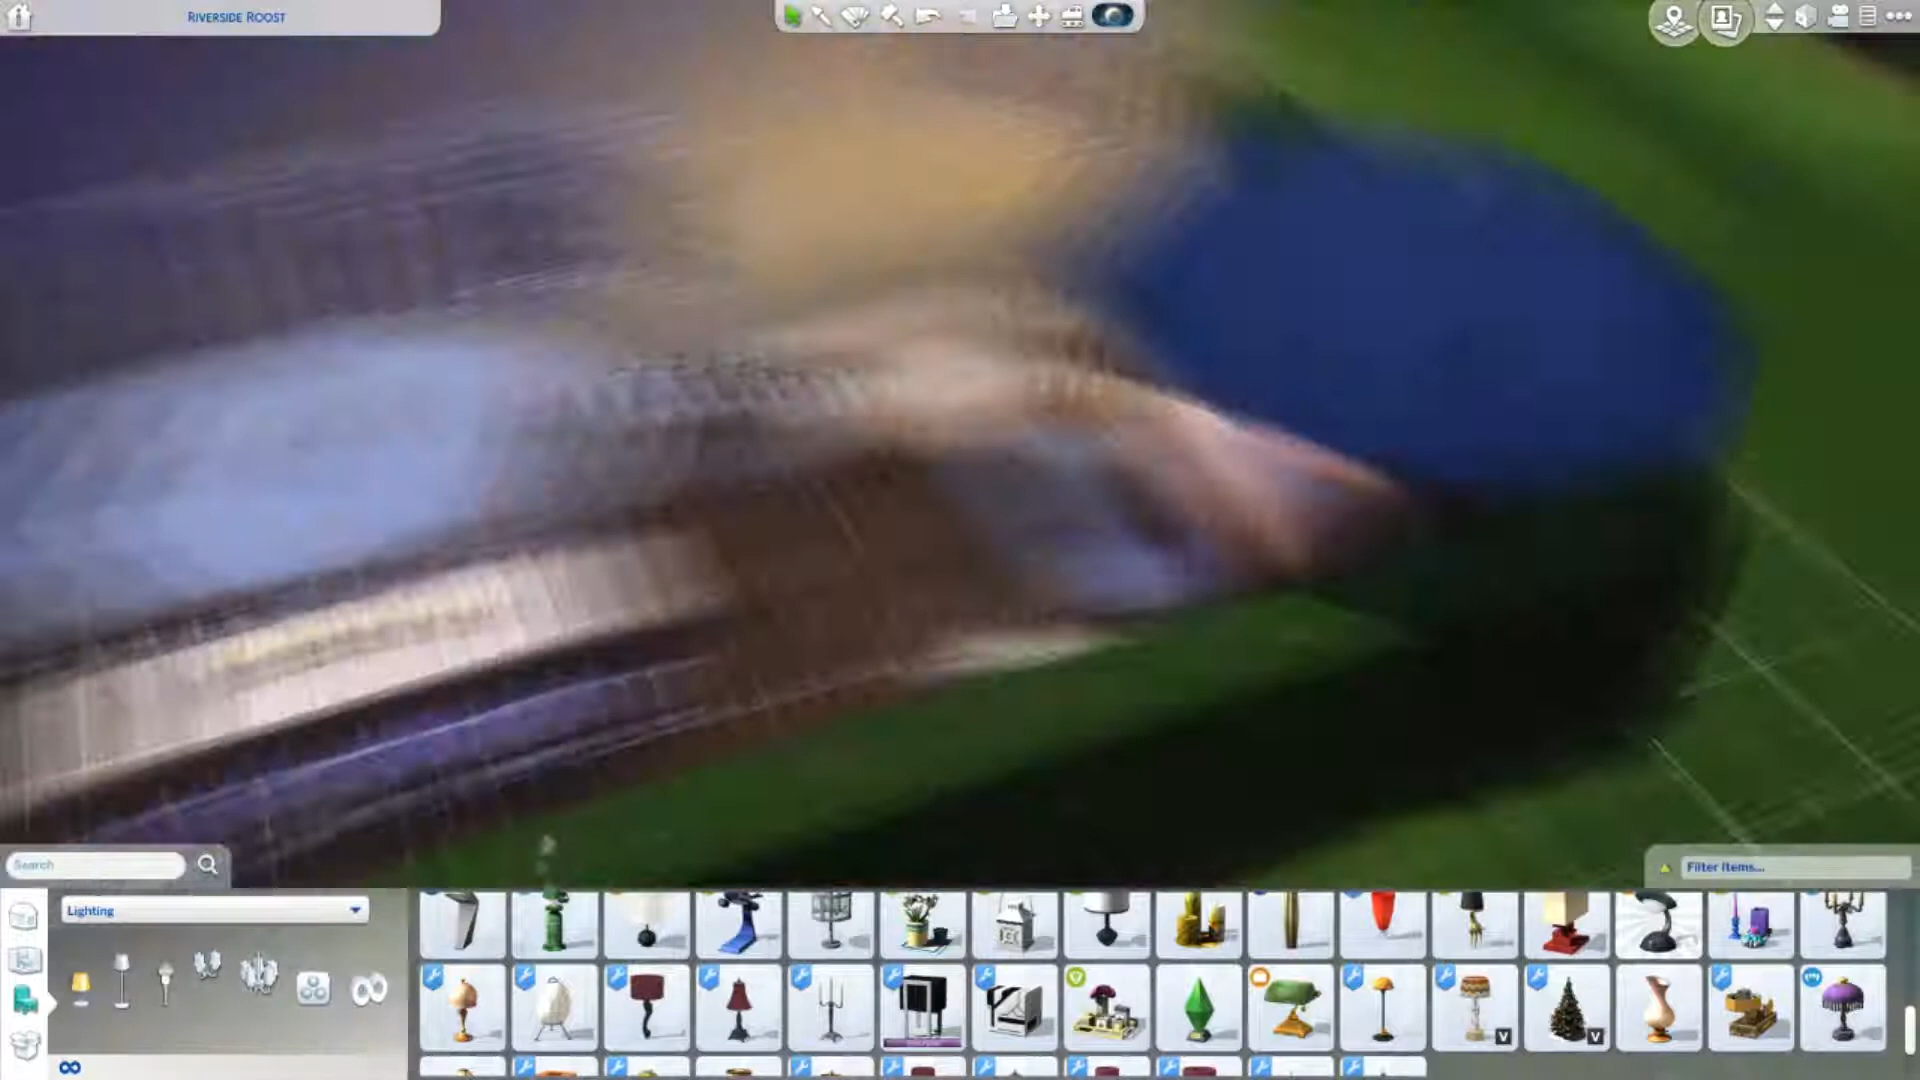 RIVERSIDE ROOST
Search
Filter Items...
Lighting
V
V